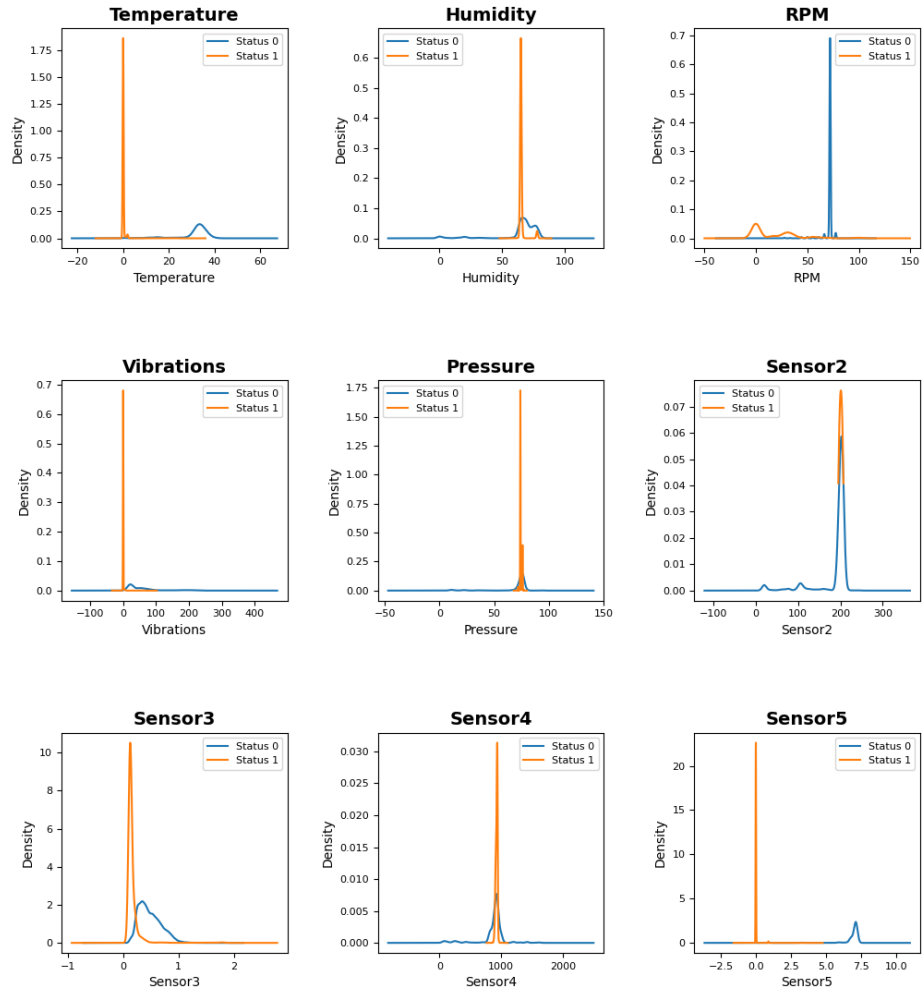 Temperature
Density
1.75
1.50
1.25
1.00
0.75
0.50
0.25
0.00
Status 0
Status 1
−20
0
20
40
60
Temperature
Humidity
Density
0.6
0.5
0.4
0.3
0.2
0.1
0.0
Status 0
Status 1
0
50
100
Humidity
RPM
Density
0.7
0.6
0.5
0.4
0.3
0.2
0.1
0.0
Status 0
Status 1
−50
0
50
100
150
RPM
Vibrations
Density
0.7
0.6
0.5
0.4
0.3
0.2
0.1
0.0
Status 0
Status 1
−100
0
100
200
300
400
Vibrations
Pressure
Density
1.75
1.50
1.25
1.00
0.75
0.50
0.25
0.00
Status 0
Status 1
−50
0
50
100
150
Pressure
Sensor2
Density
0.07
0.06
0.05
0.04
0.03
0.02
0.01
0.00
Status 0
Status 1
−100
0
100
200
300
Sensor2
Sensor3
Density
10
8
6
4
2
0
Status 0
Status 1
−1
0
1
2
Sensor3
Sensor4
Density
0.030
0.025
0.020
0.015
0.010
0.005
0.000
Status 0
Status 1
0
1000
2000
Sensor4
Sensor5
Density
20
15
10
5
0
Status 0
Status 1
−2.5
0.0
2.5
5.0
7.5
10.0
Sensor5